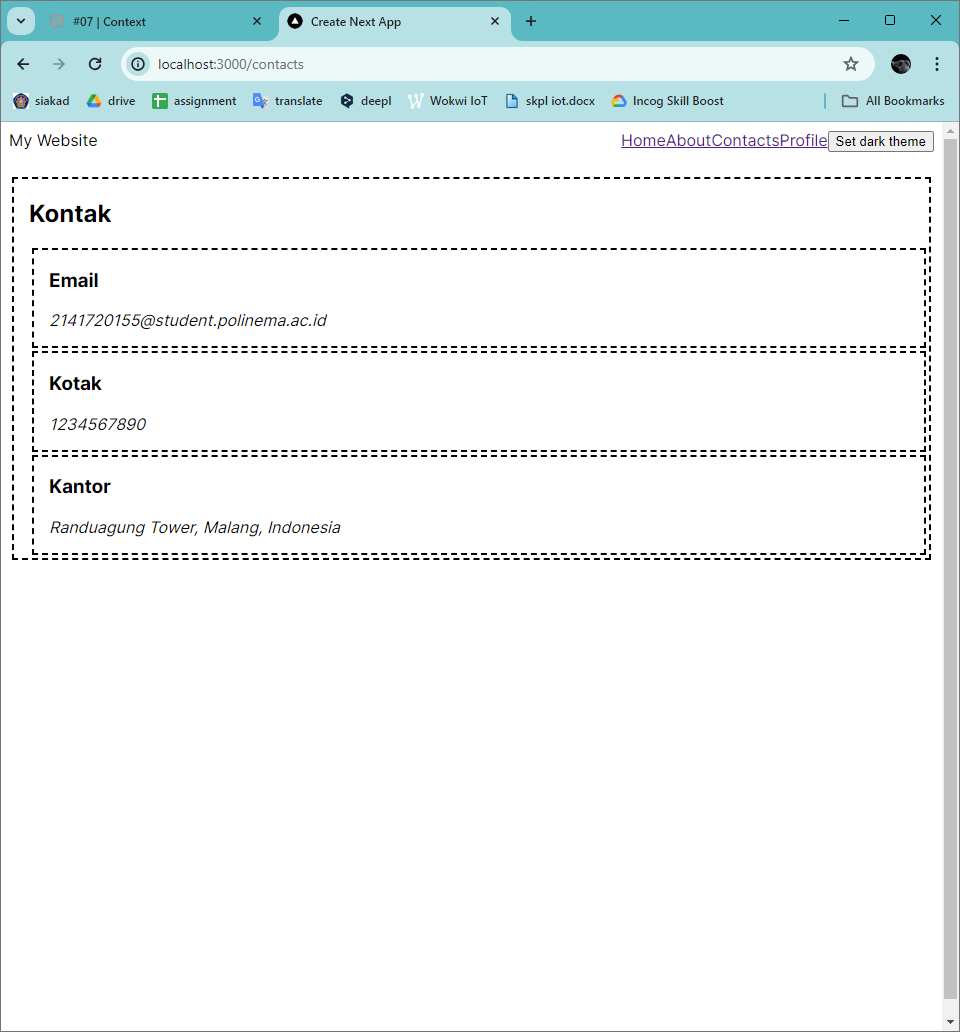 #07 | Context
Create Next App
localhost:3000/contacts
siakad drive assignment translate deepl Wokwi IoT skpl iot.docx Incog Skill Boost All Bookmarks
My Website HomeAboutContactsProfile Set dark theme
Kontak
Email
2141720155@student.polinema.ac.id
Kotak
1234567890
Kantor
Randuagung Tower, Malang, Indonesia